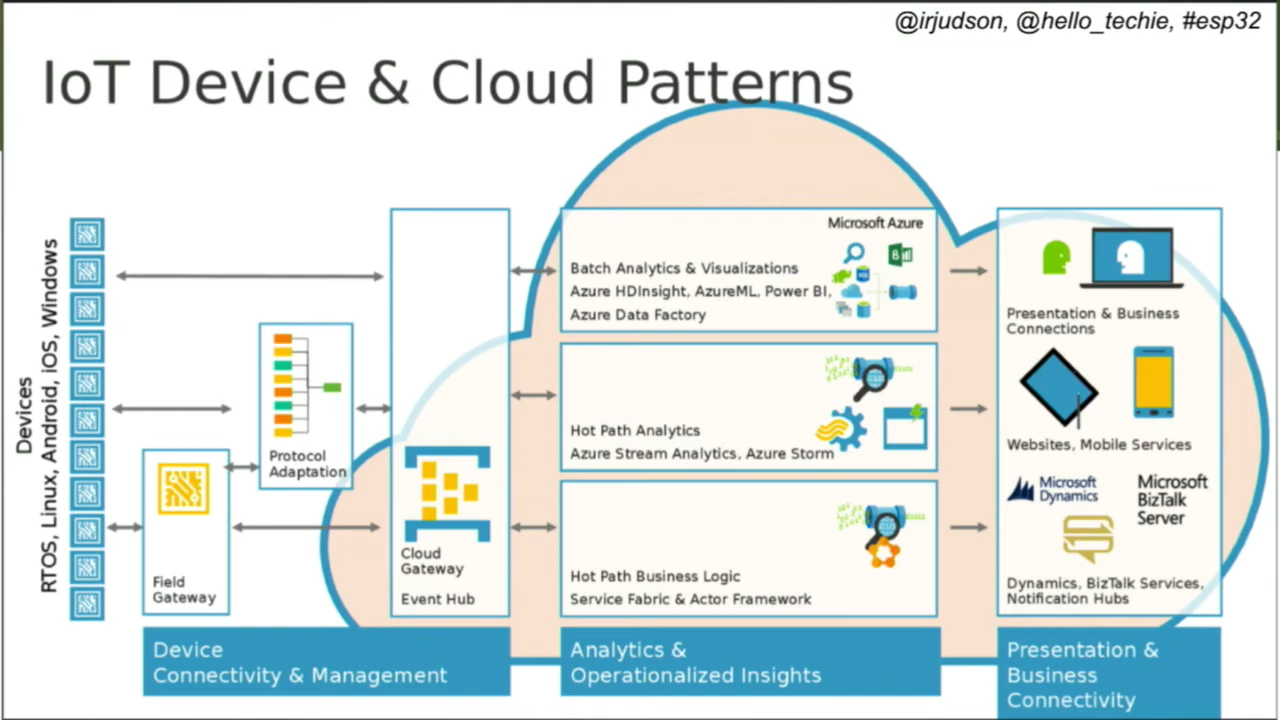 @irjudson, @hello_techie, #esp32
IoT Device & Cloud Patterns
Devices
RTOS, Linux, Android, iOS, Windows
Field
Gateway
Protocol
Adaptation
Cloud
Gateway
Event Hub
Microsoft Azure
Batch Analytics & Visualizations
Azure HDInsight, AzureML, Power BI,
Azure Data Factory
Hot Path Analytics
Azure Stream Analytics, Azure Storm
Hot Path Business Logic
Service Fabric & Actor Framework
Presentation & Business
Connections
Websites, Mobile Services
Microsoft
Dynamics
Microsoft
BizTalk
Server
Dynamics, BizTalk Services,
Notification Hubs
Device
Connectivity & Management
Analytics &
Operationalized Insights
Presentation &
Business
Connectivity